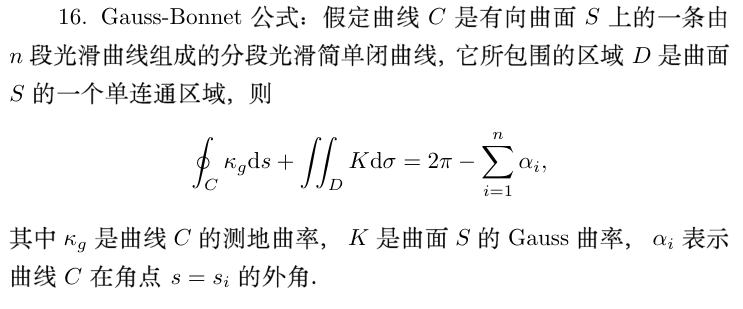 16. Gauss-Bonnet 公式：假定曲线 C 是有向曲面 S 上的一条由
n 段光滑曲线组成的分段光滑简单闭曲线, 它所包围的区域 D 是曲面
S 的一个单连通区域，则
∮_C κ_g ds + ∬_D K dσ = 2π − ∑_{i=1}^{n} α_i,
其中 κ_g 是曲线 C 的测地曲率， K 是曲面 S 的 Gauss 曲率， α_i 表示
曲线 C 在角点 s = s_i 的外角.